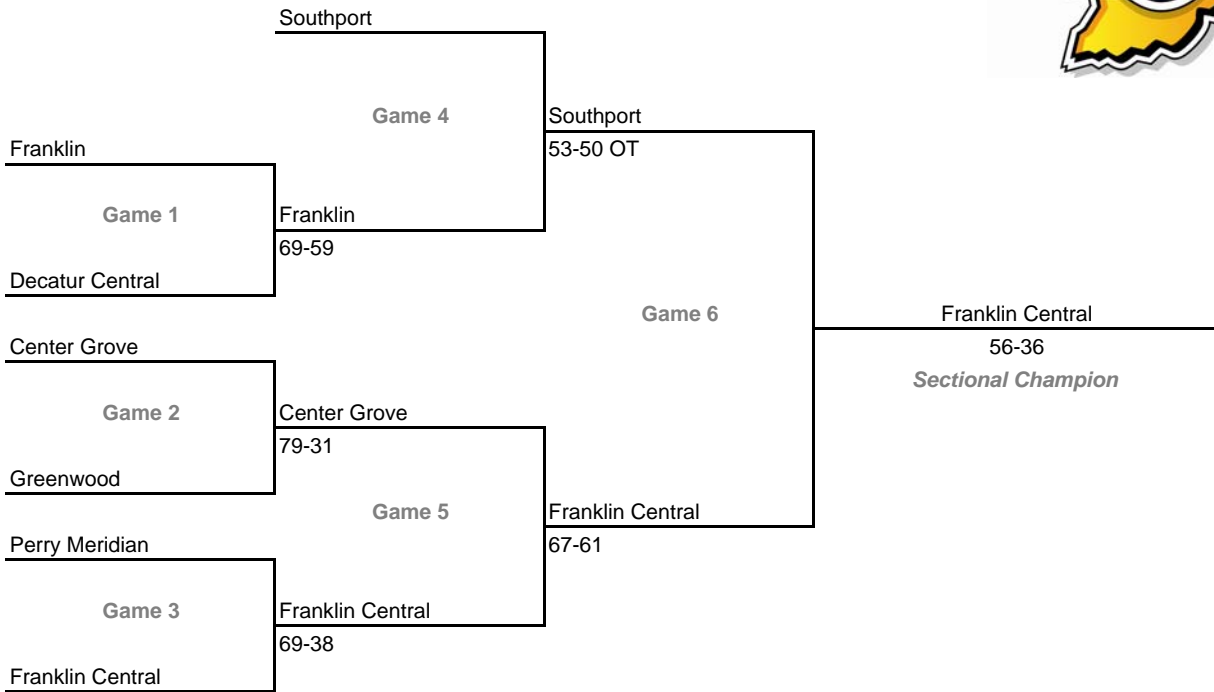 Southport
Game 4
Southport
Franklin
53-50 OT
Game 1
Franklin
69-59
Decatur Central
Game 6
Franklin Central
Center Grove
56-36
Sectional Champion
Game 2
Center Grove
79-31
Greenwood
Game 5
Franklin Central
Perry Meridian
67-61
Game 3
Franklin Central
69-38
Franklin Central